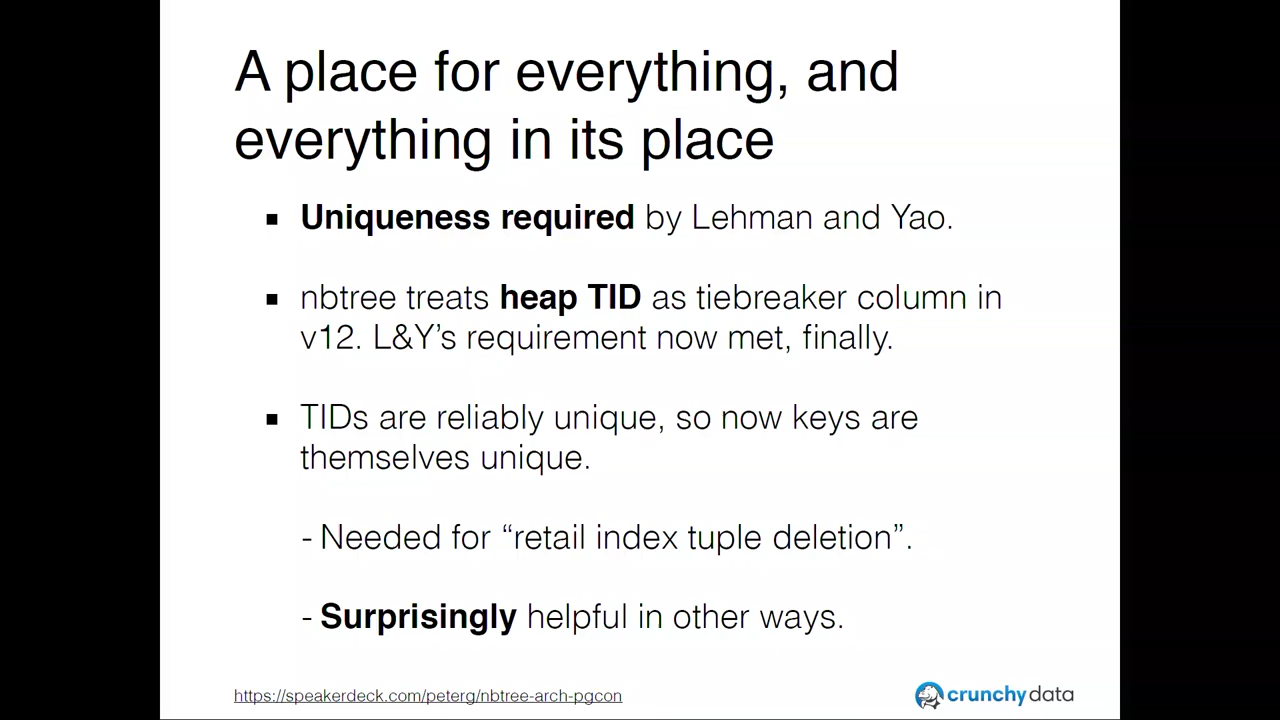 A place for everything, and
everything in its place
▪ Uniqueness required by Lehman and Yao.
▪ nbtree treats heap TID as tiebreaker column in
v12. L&Y’s requirement now met, finally.
▪ TIDs are reliably unique, so now keys are
themselves unique.
- Needed for “retail index tuple deletion”.
- Surprisingly helpful in other ways.
https://speakerdeck.com/peterg/nbtree-arch-pgcon
crunchydata